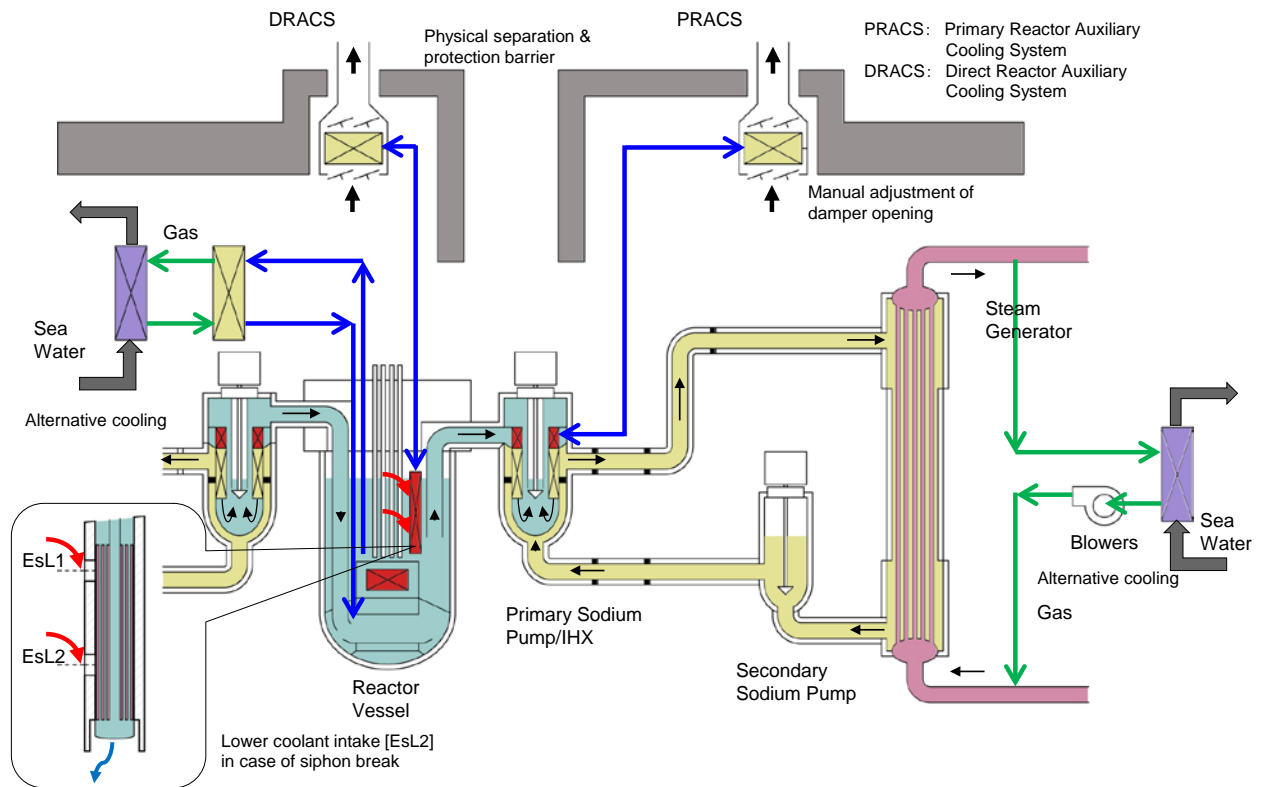 DRACS
PRACS
PRACS: Primary Reactor Auxiliary
Cooling System
DRACS: Direct Reactor Auxiliary
Cooling System
Physical separation &
protection barrier
Manual adjustment of
damper opening
Gas
Sea
Water
Alternative cooling
Steam
Generator
EsL1
EsL2
Primary Sodium
Pump/IHX
Secondary
Sodium Pump
Reactor
Vessel
Lower coolant intake [EsL2]
in case of siphon break
Blowers
Sea
Water
Alternative cooling
Gas